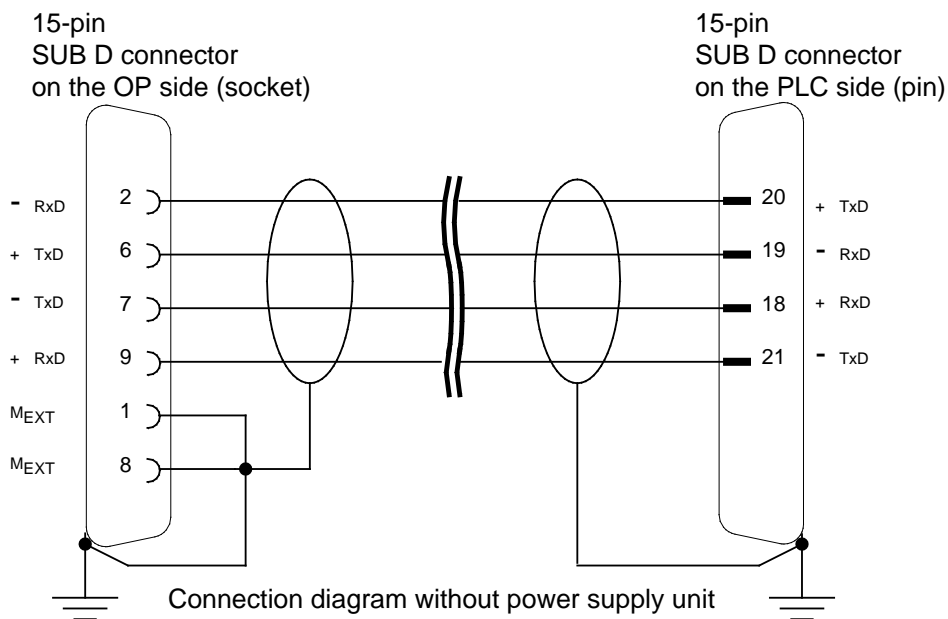 15-pin
SUB D connector
on the OP side (socket)
15-pin
SUB D connector
on the PLC side (pin)
- RxD 2 20 + TxD
+ TxD 6 19 - RxD
- TxD 7 18 + RxD
+ RxD 9 21 - TxD
MEXT 1
MEXT 8
Connection diagram without power supply unit